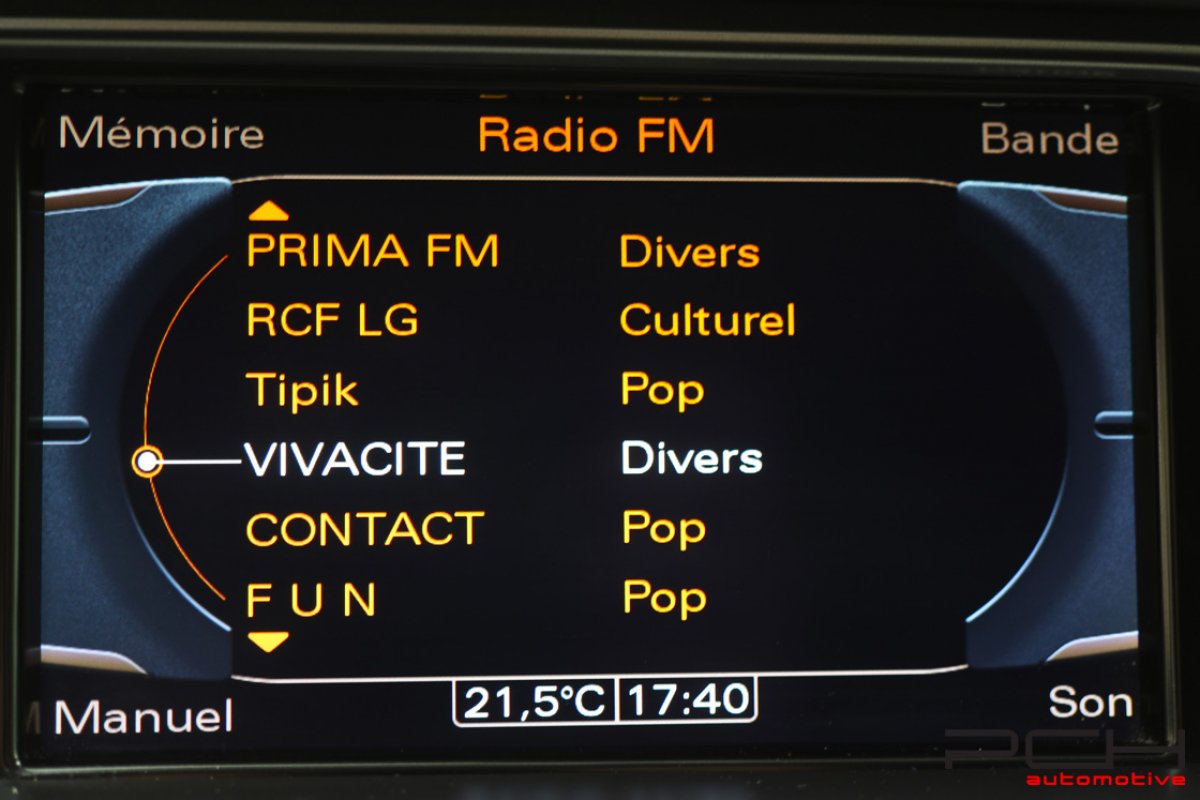 Mémoire Radio FM Bande
PRIMA FM Divers
RCF LG Culturel
Tipik Pop
VIVACITE Divers
CONTACT Pop
F U N Pop
Manuel 21,5°C 17:40 Son
PCH
automotive